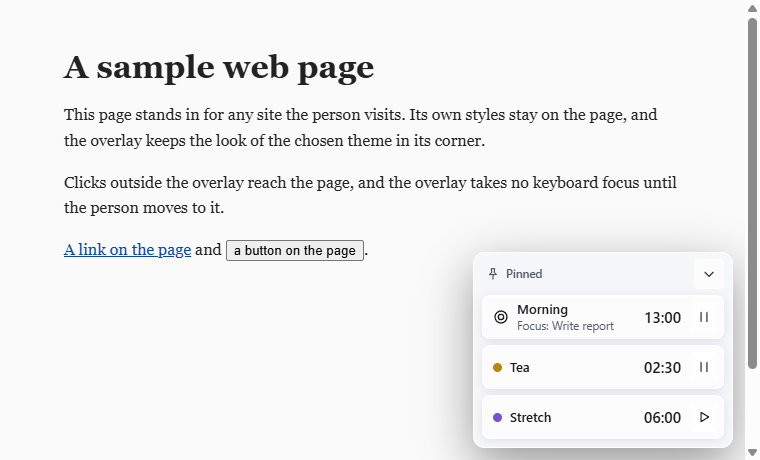 A sample web page
This page stands in for any site the person visits. Its own styles stay on the page, and
the overlay keeps the look of the chosen theme in its corner.
Clicks outside the overlay reach the page, and the overlay takes no keyboard focus until
the person moves to it.
A link on the page and a button on the page.
Pinned
Morning
Focus: Write report
13:00
Tea 02:30
Stretch 06:00